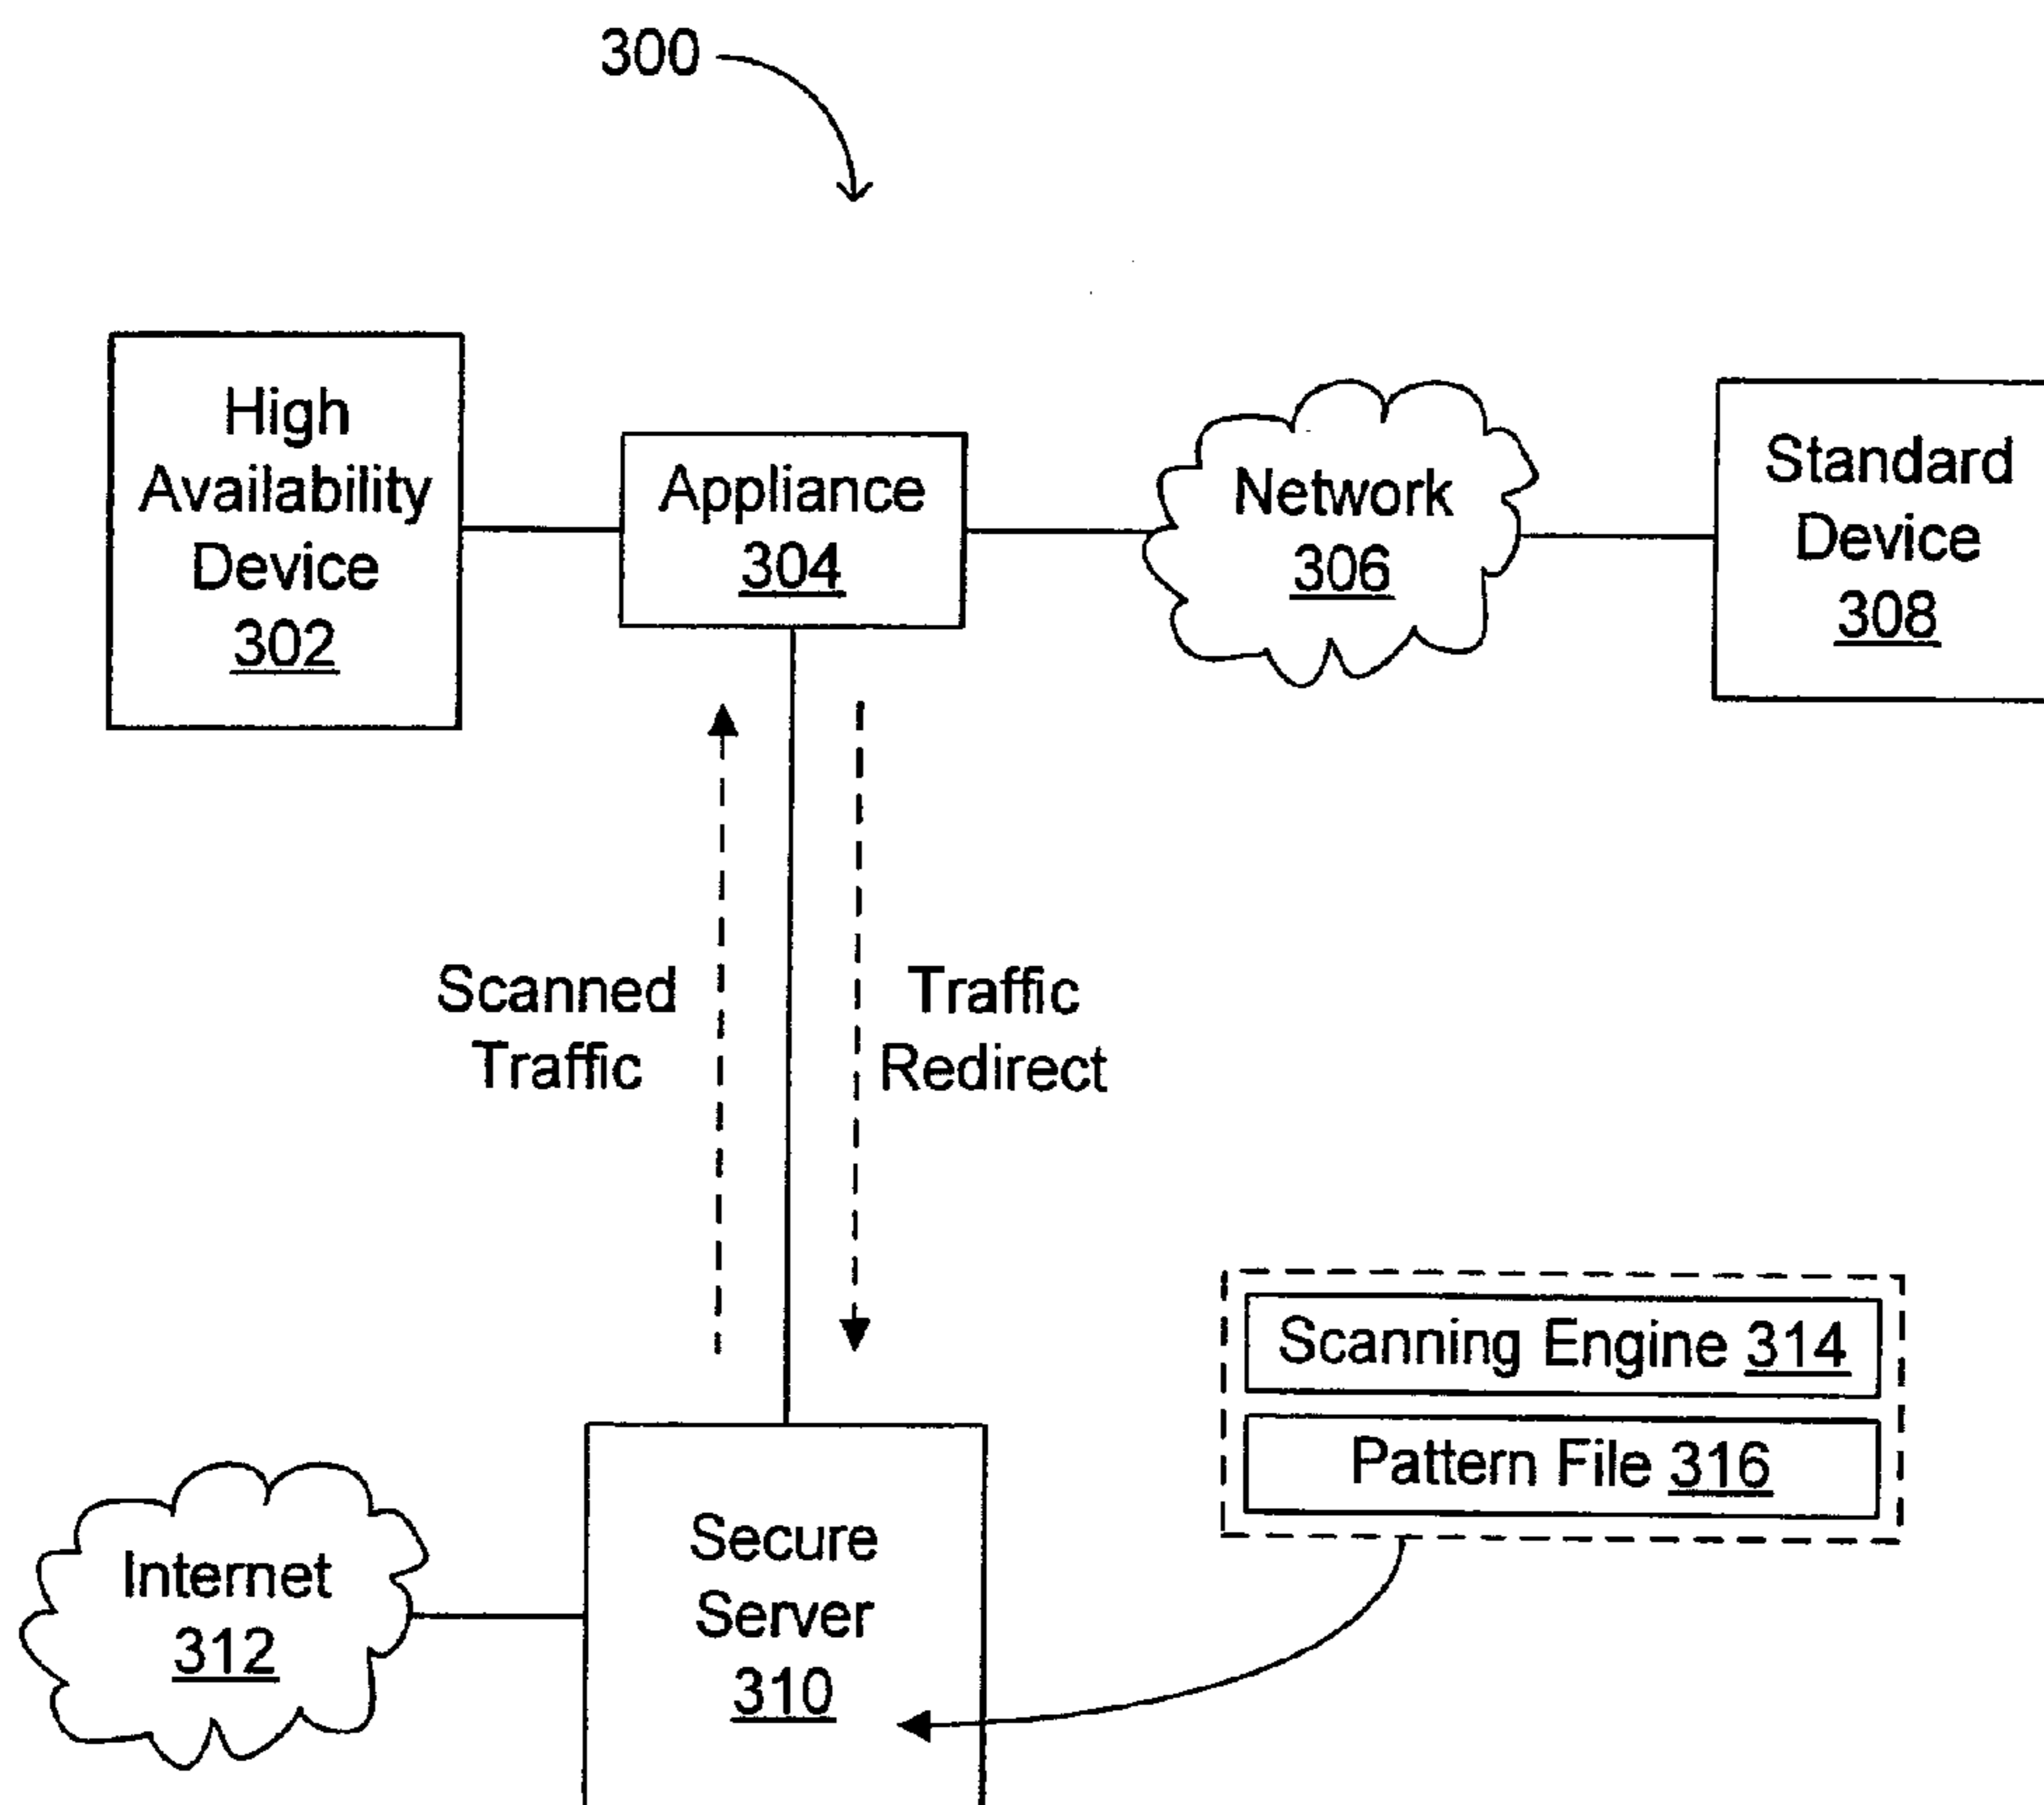 300
High
Availability
Device
302
Appliance
304
Network
306
Standard
Device
308
Scanned
Traffic
Traffic
Redirect
Scanning Engine 314
Pattern File 316
Internet
312
Secure
Server
310